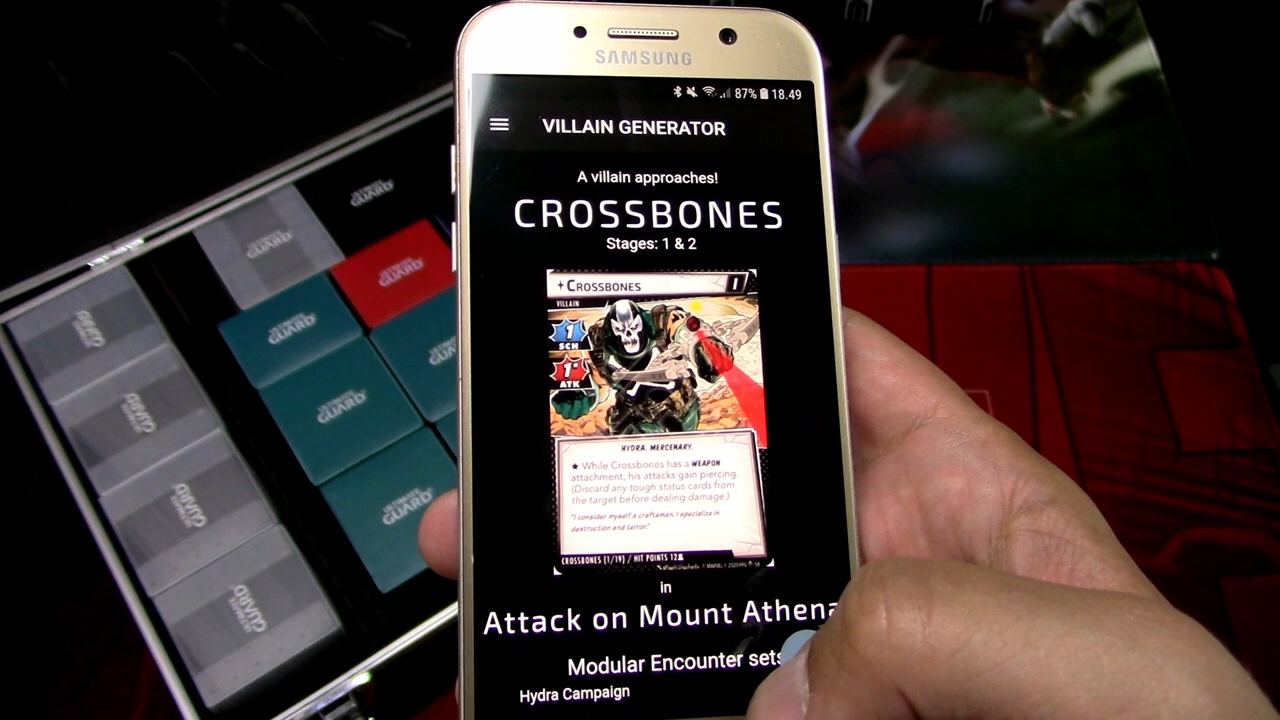 SAMSUNG
87% 18.49
VILLAIN GENERATOR
A villain approaches!
CROSSBONES
Stages: 1 & 2
CROSSBONES
I
VILLAIN
1
SCH
1
ATK
HYDRA. MERCENARY.
★ While Crossbones has a WEAPON
attachment, his attacks gain piercing.
(Discard any tough status cards from
the target before dealing damage.)
"I consider myself a craftsman, I specialize in
destruction and terror."
CROSSBONES (1/19) / HIT POINTS 12
in
Attack on Mount Athena
Modular Encounter sets
Hydra Campaign
ULTIMATE
GUARD
ULTIMATE
GUARD
ULTIMATE
GUARD
ULTIMATE
GUARD
ULTIMATE
GUARD
ULTIMATE
GUARD
GUARD
GUARD
GUARD
ULTIMATE
GUARD